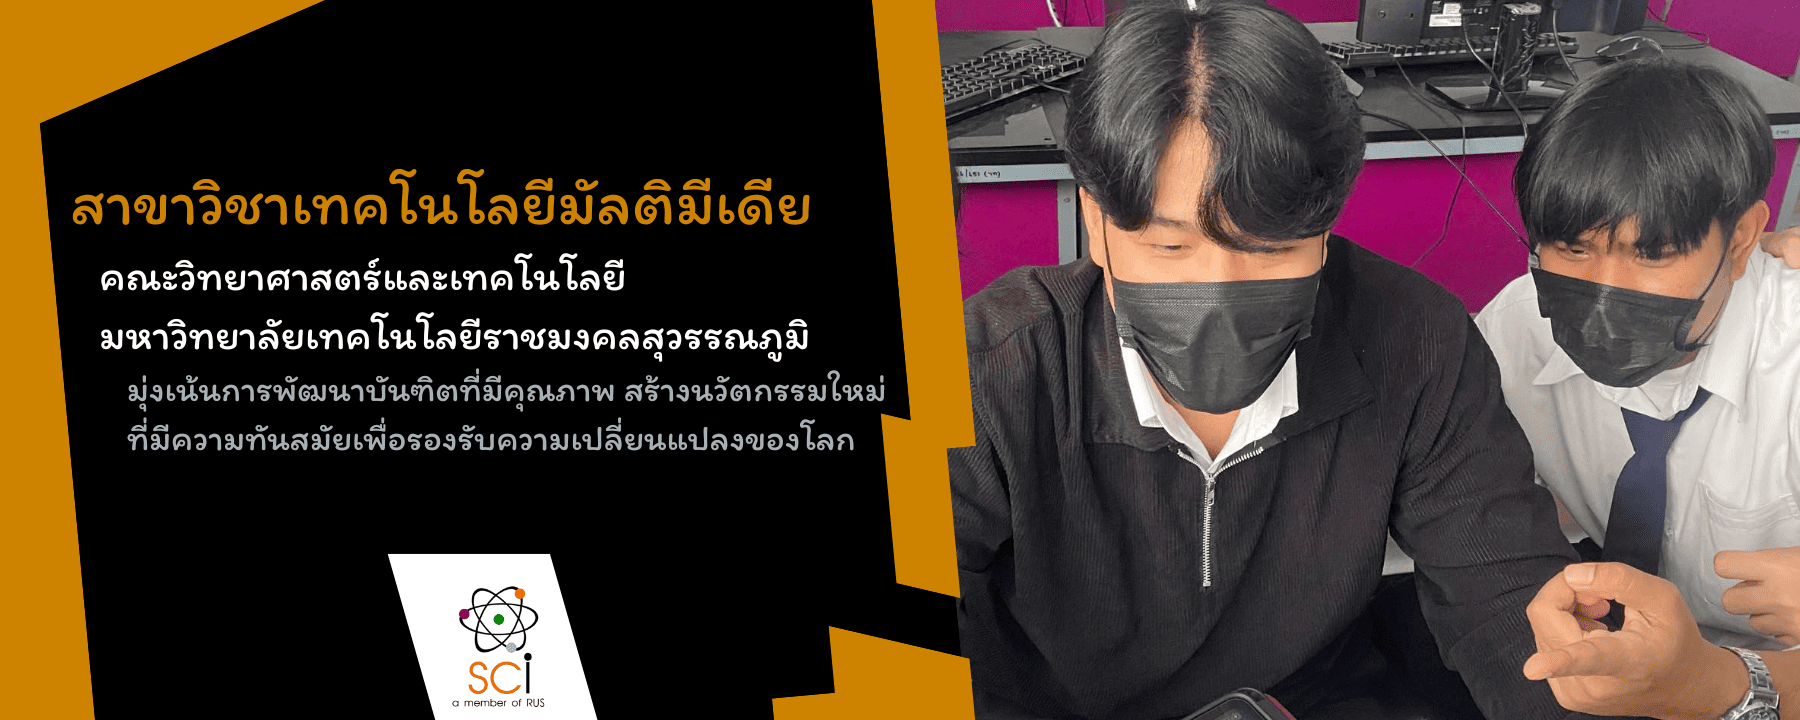 สาขาวิชาเทคโนโลยีมัลติมีเดีย
คณะวิทยาศาสตร์และเทคโนโลยี
มหาวิทยาลัยเทคโนโลยีราชมงคลสุวรรณภูมิ
มุ่งเน้นการพัฒนาบันฑิตที่มีคุณภาพ สร้างนวัตกรรมใหม่
ที่มีความทันสมัยเพื่อรองรับความเปลี่ยนแปลงของโลก
sci
a member of RUS